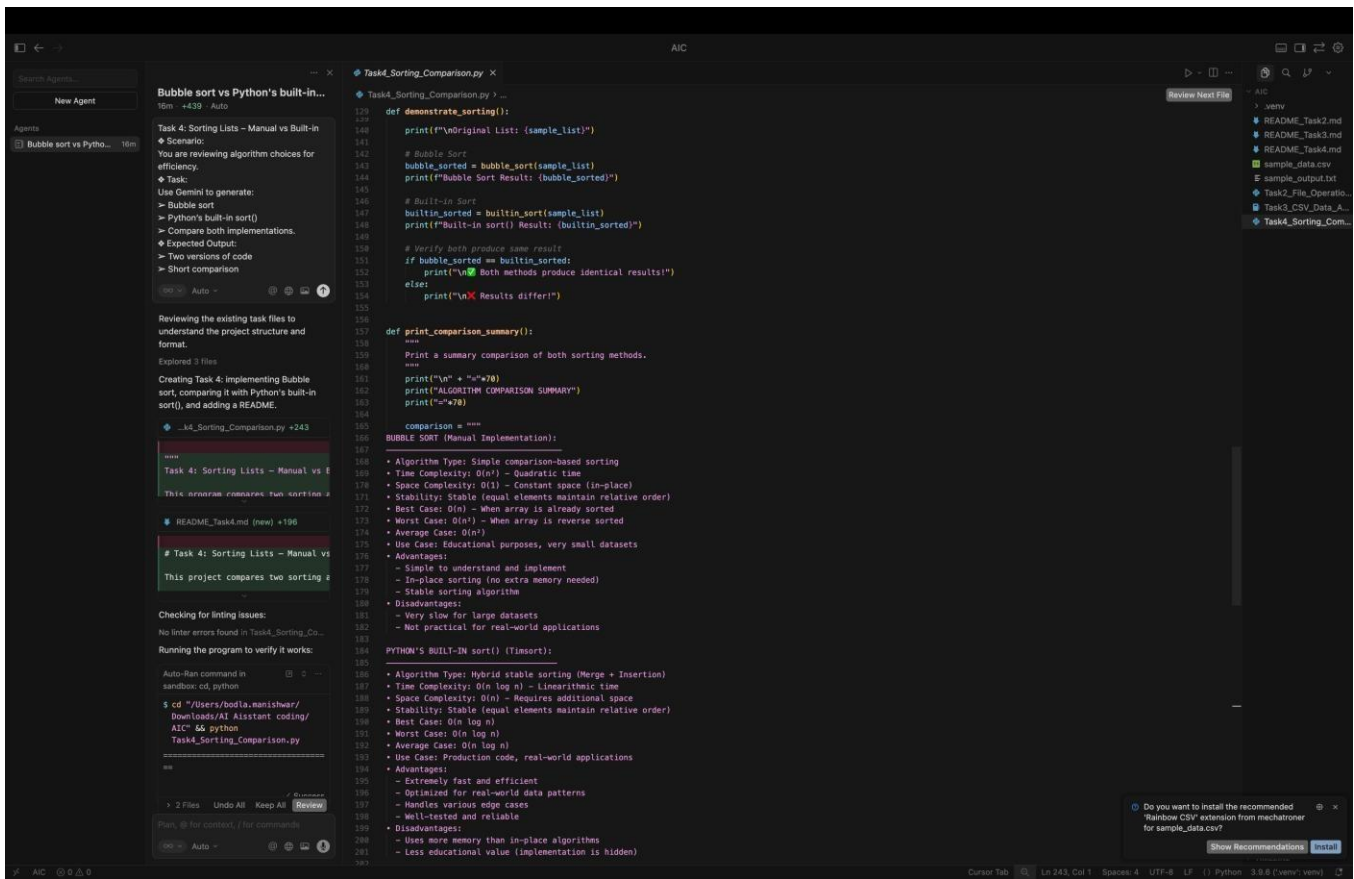 AIC
Search Agents...
New Agent
Agents
Bubble sort vs Pytho... 16m
Bubble sort vs Python's built-in...
16m · +439 · Auto
Task 4: Sorting Lists – Manual vs Built-in
❖ Scenario:
You are reviewing algorithm choices for
efficiency.
❖ Task:
Use Gemini to generate:
➢ Bubble sort
➢ Python's built-in sort()
➢ Compare both implementations.
❖ Expected Output:
➢ Two versions of code
➢ Short comparison
Auto
Reviewing the existing task files to
understand the project structure and
format.
Explored 3 files
Creating Task 4: implementing Bubble
sort, comparing it with Python's built-in
sort(), and adding a README.
...k4_Sorting_Comparison.py +243
"""
Task 4: Sorting Lists – Manual vs B
This program compares two sorting a
README_Task4.md (new) +196
# Task 4: Sorting Lists – Manual vs
This project compares two sorting a
Checking for linting issues:
No linter errors found in Task4_Sorting_Co...
Running the program to verify it works:
Auto-Ran command in
sandbox: cd, python
$ cd "/Users/bodla.manishwar/
Downloads/AI Aisstant coding/
AIC" && python
Task4_Sorting_Comparison.py
==================================
==
✓ Success
> 2 Files Undo All Keep All Review
Plan, @ for context, / for commands
Auto
Task4_Sorting_Comparison.py ×
Task4_Sorting_Comparison.py > ...
Review Next File
129 def demonstrate_sorting():
140 print(f"\nOriginal List: {sample_list}")
141
142 # Bubble Sort
143 bubble_sorted = bubble_sort(sample_list)
144 print(f"Bubble Sort Result: {bubble_sorted}")
145
146 # Built-in Sort
147 builtin_sorted = builtin_sort(sample_list)
148 print(f"Built-in sort() Result: {builtin_sorted}")
149
150 # Verify both produce same result
151 if bubble_sorted == builtin_sorted:
152 print("\n✅ Both methods produce identical results!")
153 else:
154 print("\n❌ Results differ!")
155
156
157 def print_comparison_summary():
158 """
159 Print a summary comparison of both sorting methods.
160 """
161 print("\n" + "="*70)
162 print("ALGORITHM COMPARISON SUMMARY")
163 print("="*70)
164
165 comparison = """
166 BUBBLE SORT (Manual Implementation):
167
168 • Algorithm Type: Simple comparison-based sorting
169 • Time Complexity: O(n²) – Quadratic time
170 • Space Complexity: O(1) – Constant space (in-place)
171 • Stability: Stable (equal elements maintain relative order)
172 • Best Case: O(n) – When array is already sorted
173 • Worst Case: O(n²) – When array is reverse sorted
174 • Average Case: O(n²)
175 • Use Case: Educational purposes, very small datasets
176 • Advantages:
177 – Simple to understand and implement
178 – In-place sorting (no extra memory needed)
179 – Stable sorting algorithm
180 • Disadvantages:
181 – Very slow for large datasets
182 – Not practical for real-world applications
183
184 PYTHON'S BUILT-IN sort() (Timsort):
185
186 • Algorithm Type: Hybrid stable sorting (Merge + Insertion)
187 • Time Complexity: O(n log n) – Linearithmic time
188 • Space Complexity: O(n) – Requires additional space
189 • Stability: Stable (equal elements maintain relative order)
190 • Best Case: O(n log n)
191 • Worst Case: O(n log n)
192 • Average Case: O(n log n)
193 • Use Case: Production code, real-world applications
194 • Advantages:
195 – Extremely fast and efficient
196 – Optimized for real-world data patterns
197 – Handles various edge cases
198 – Well-tested and reliable
199 • Disadvantages:
200 – Uses more memory than in-place algorithms
201 – Less educational value (implementation is hidden)
202
AIC
.venv
README_Task2.md
README_Task3.md
README_Task4.md
sample_data.csv
sample_output.txt
Task2_File_Operatio...
Task3_CSV_Data_A...
Task4_Sorting_Com...
Do you want to install the recommended
'Rainbow CSV' extension from mechatroner
for sample_data.csv?
Show Recommendations Install
AIC 0 0
Cursor Tab Ln 243, Col 1 Spaces: 4 UTF-8 LF {} Python 3.9.6 ('.venv': venv)